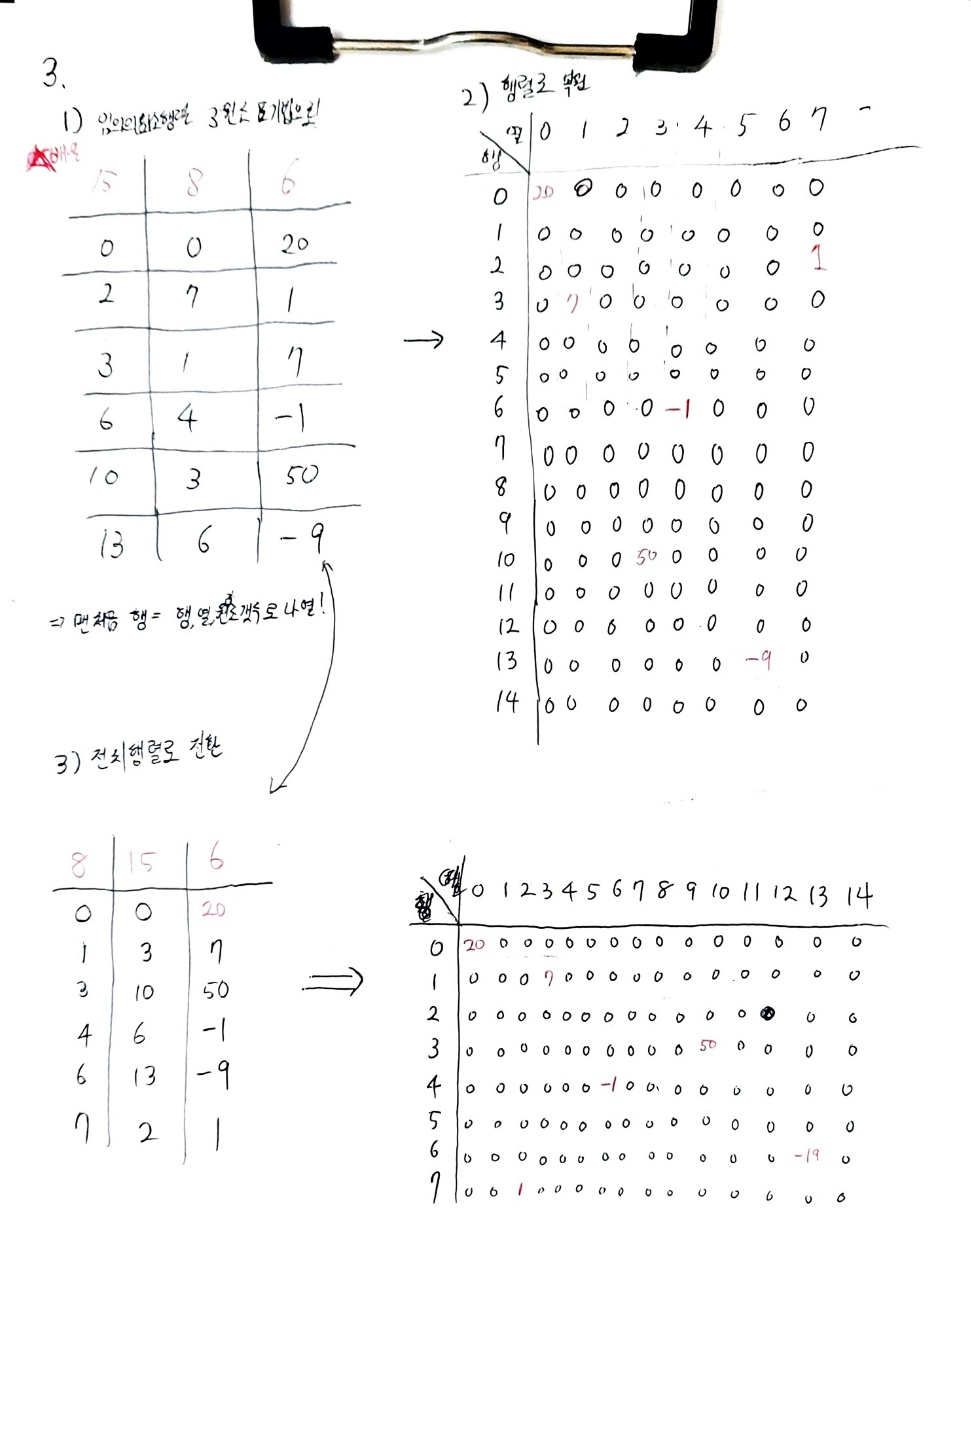 3.
1) 임의의 희소행렬 3원소 표기법으로
15 8 6
0 0 20
2 7 1
3 1 7
6 4 -1
10 3 50
13 6 -9
⇒ 맨처음 행 = 행, 열, 원소 갯수로 나열!
2) 행렬로
행 열 0 1 2 3 4 5 6 7
0 20 0 0 0 0 0 0 0
1 0 0 0 0 0 0 0 0
2 0 0 0 0 0 0 0 1
3 0 7 0 0 0 0 0 0
4 0 0 0 0 0 0 0 0
5 0 0 0 0 0 0 0 0
6 0 0 0 0 -1 0 0 0
7 0 0 0 0 0 0 0 0
8 0 0 0 0 0 0 0 0
9 0 0 0 0 0 0 0 0
10 0 0 0 50 0 0 0 0
11 0 0 0 0 0 0 0 0
12 0 0 0 0 0 0 0 0
13 0 0 0 0 0 0 -9 0
14 0 0 0 0 0 0 0 0
3) 전치행렬로 전환
8 15 6
0 0 20
1 3 7
3 10 50
4 6 -1
6 13 -9
7 2 1
⇒
행 열 0 1 2 3 4 5 6 7 8 9 10 11 12 13 14
0 20 0 0 0 0 0 0 0 0 0 0 0 0 0 0
1 0 0 0 7 0 0 0 0 0 0 0 0 0 0 0
2 0 0 0 0 0 0 0 0 0 0 0 0 0 0
3 0 0 0 0 0 0 0 0 0 0 50 0 0 0 0
4 0 0 0 0 0 0 -1 0 0 0 0 0 0 0 0
5 0 0 0 0 0 0 0 0 0 0 0 0 0 0 0
6 0 0 0 0 0 0 0 0 0 0 0 0 0 -19 0
7 0 0 1 0 0 0 0 0 0 0 0 0 0 0 0